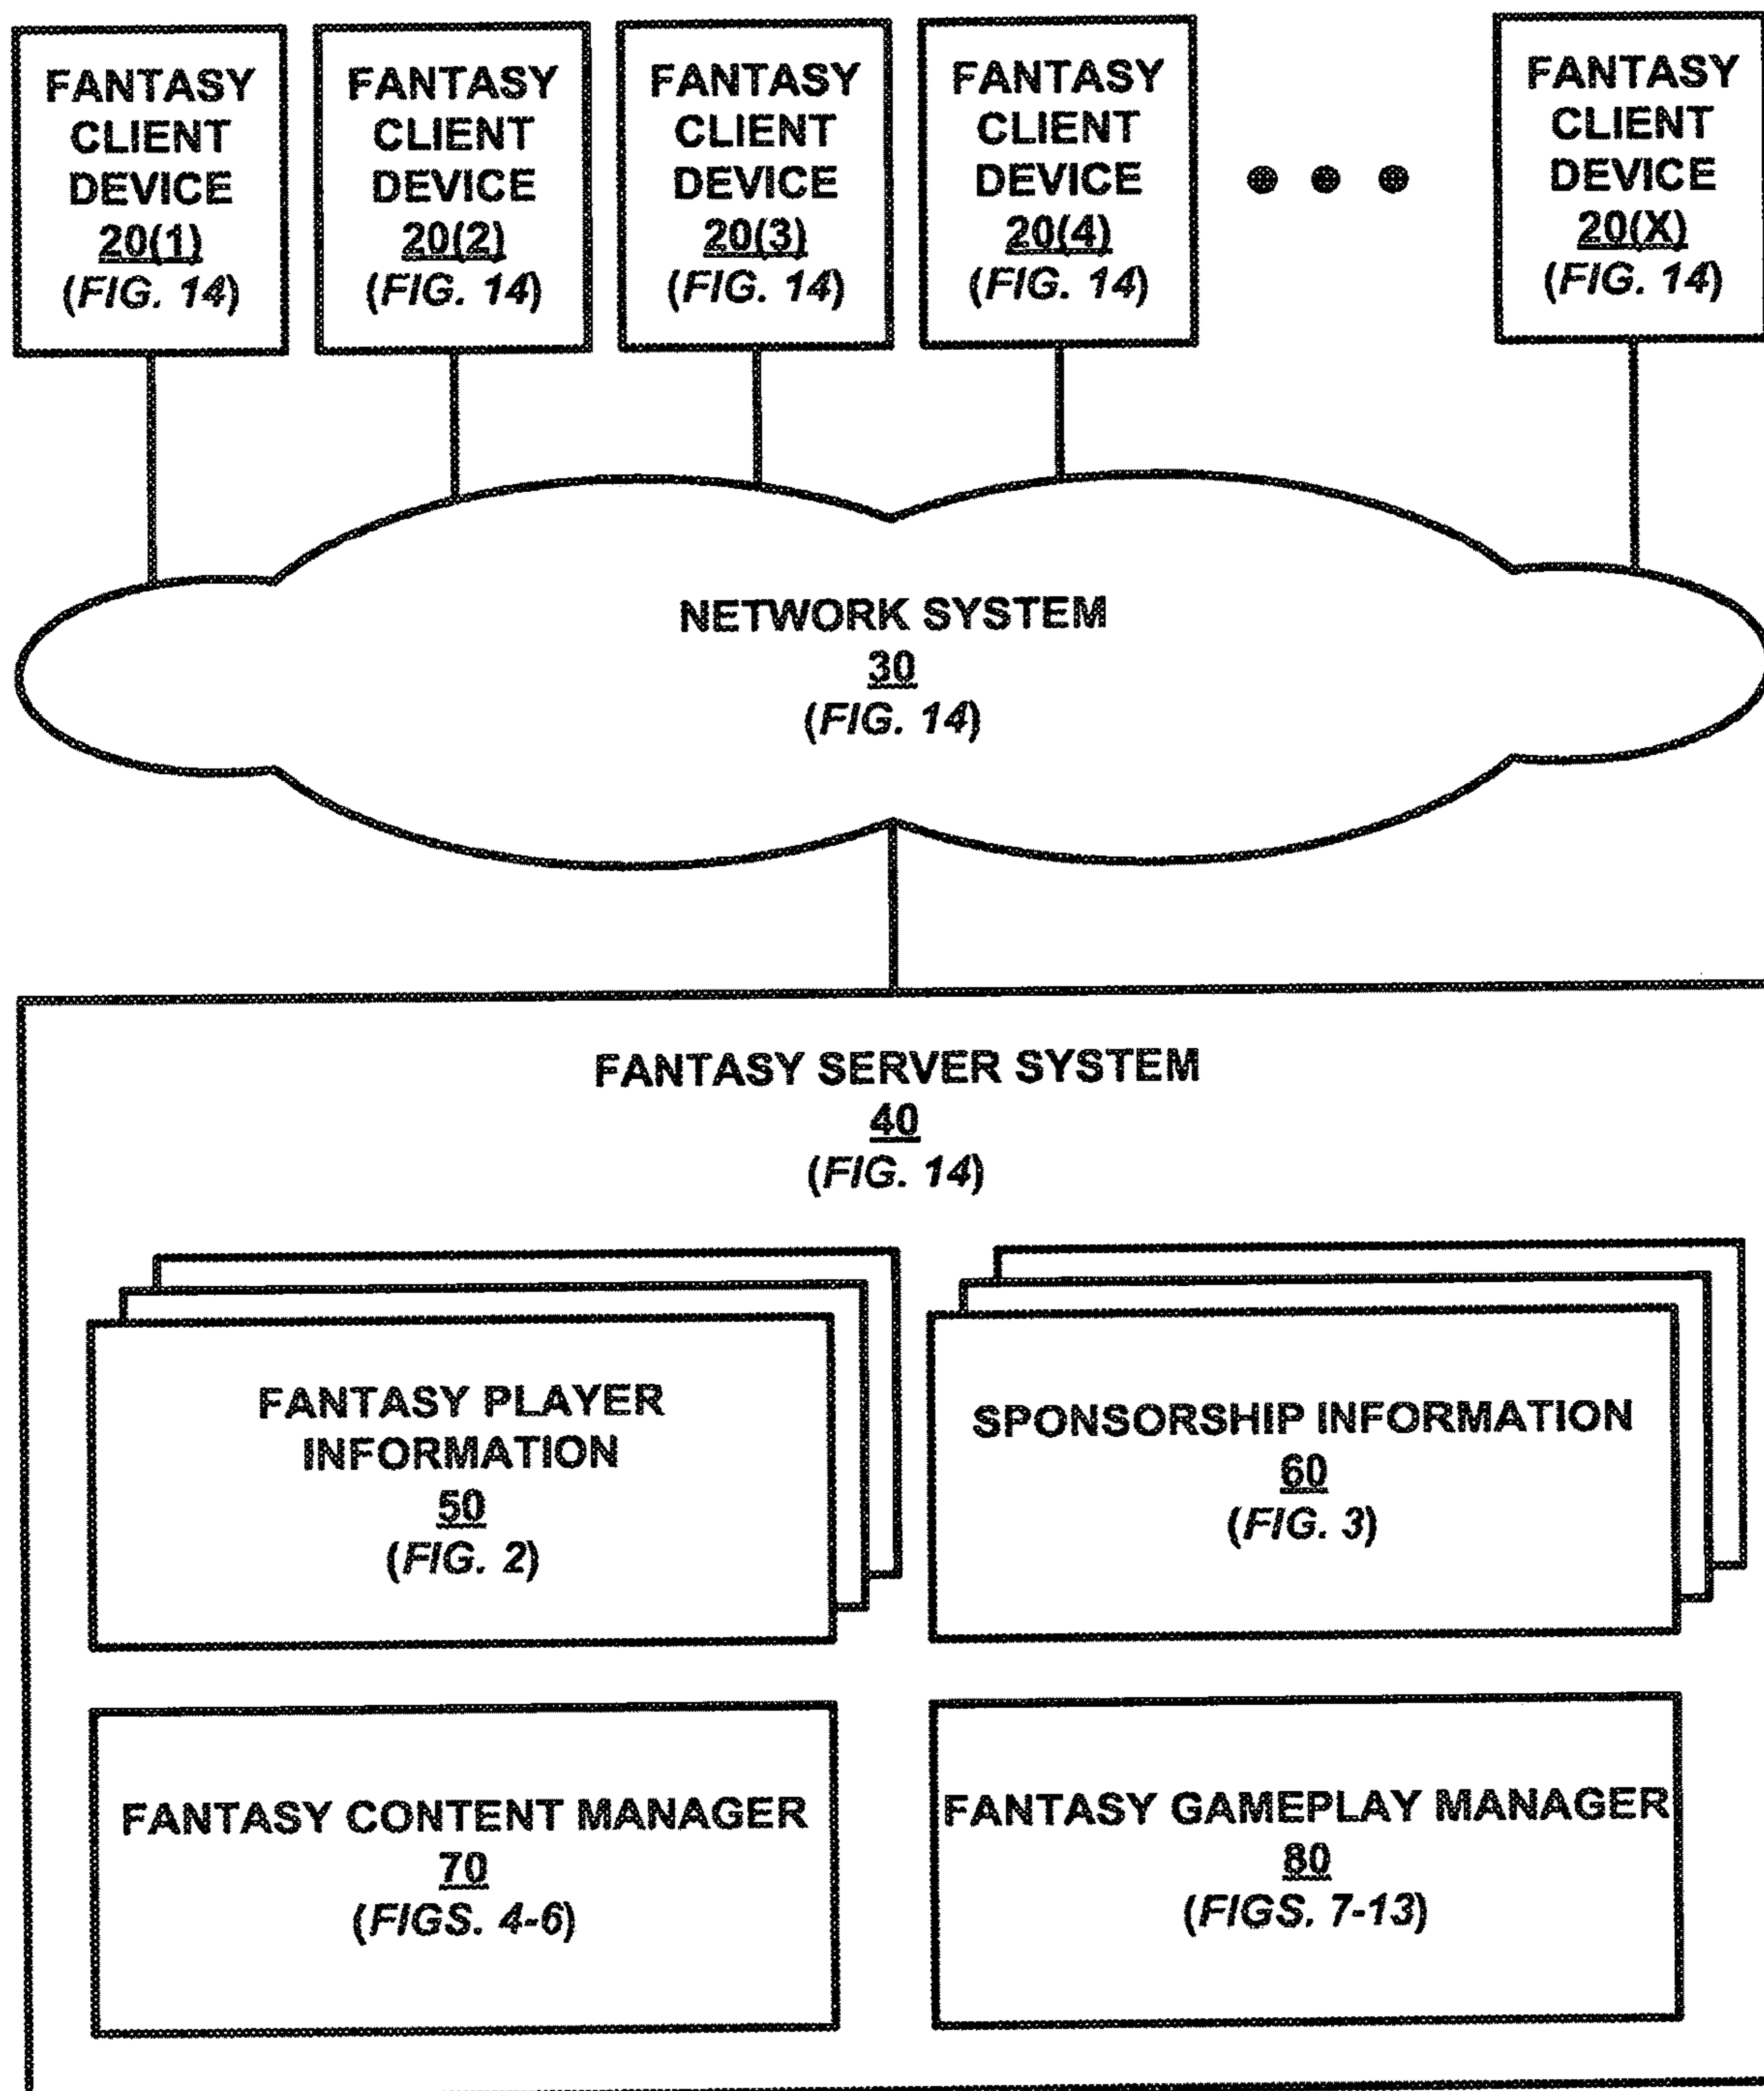 FANTASY
CLIENT
DEVICE
20(1)
(FIG. 14)
FANTASY
CLIENT
DEVICE
20(2)
(FIG. 14)
FANTASY
CLIENT
DEVICE
20(3)
(FIG. 14)
FANTASY
CLIENT
DEVICE
20(4)
(FIG. 14)
FANTASY
CLIENT
DEVICE
20(X)
(FIG. 14)
NETWORK SYSTEM
30
(FIG. 14)
FANTASY SERVER SYSTEM
40
(FIG. 14)
FANTASY PLAYER
INFORMATION
50
(FIG. 2)
SPONSORSHIP INFORMATION
60
(FIG. 3)
FANTASY CONTENT MANAGER
70
(FIGS. 4-6)
FANTASY GAMEPLAY MANAGER
80
(FIGS. 7-13)